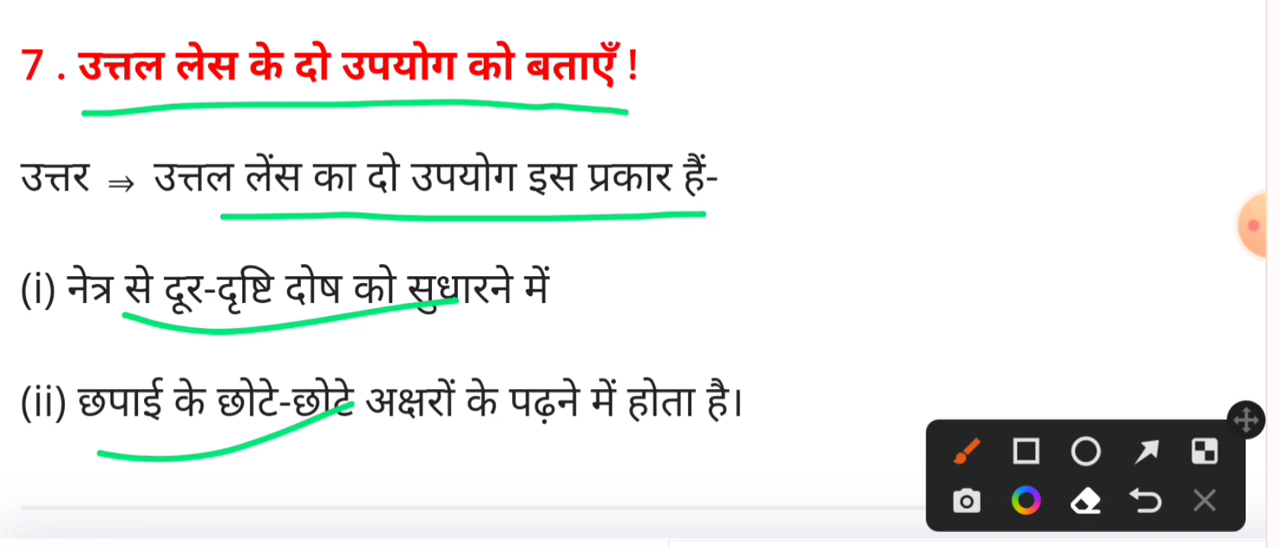 7 . उत्तल लेस के दो उपयोग को बताएँ !
उत्तर ⇒ उत्तल लेंस का दो उपयोग इस प्रकार हैं-
(i) नेत्र से दूर-दृष्टि दोष को सुधारने में
(ii) छपाई के छोटे-छोटे अक्षरों के पढ़ने में होता है।